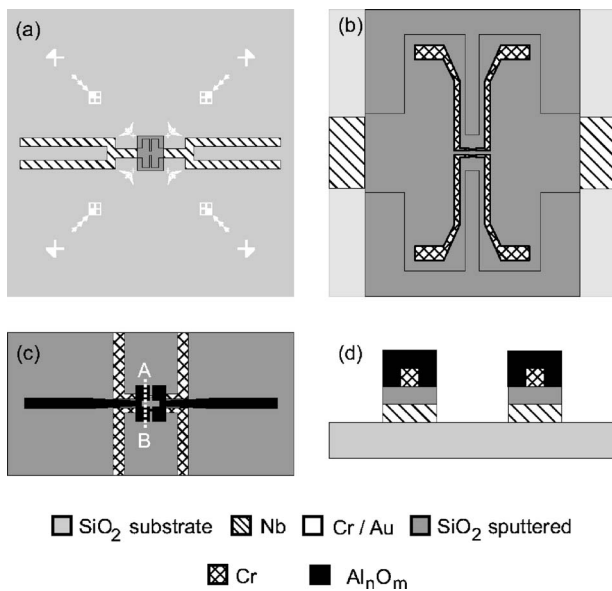 (a)
(b)
(c)
A
B
(d)
SiO2 substrate
Nb
Cr / Au
SiO2 sputtered
Cr
AlnOm